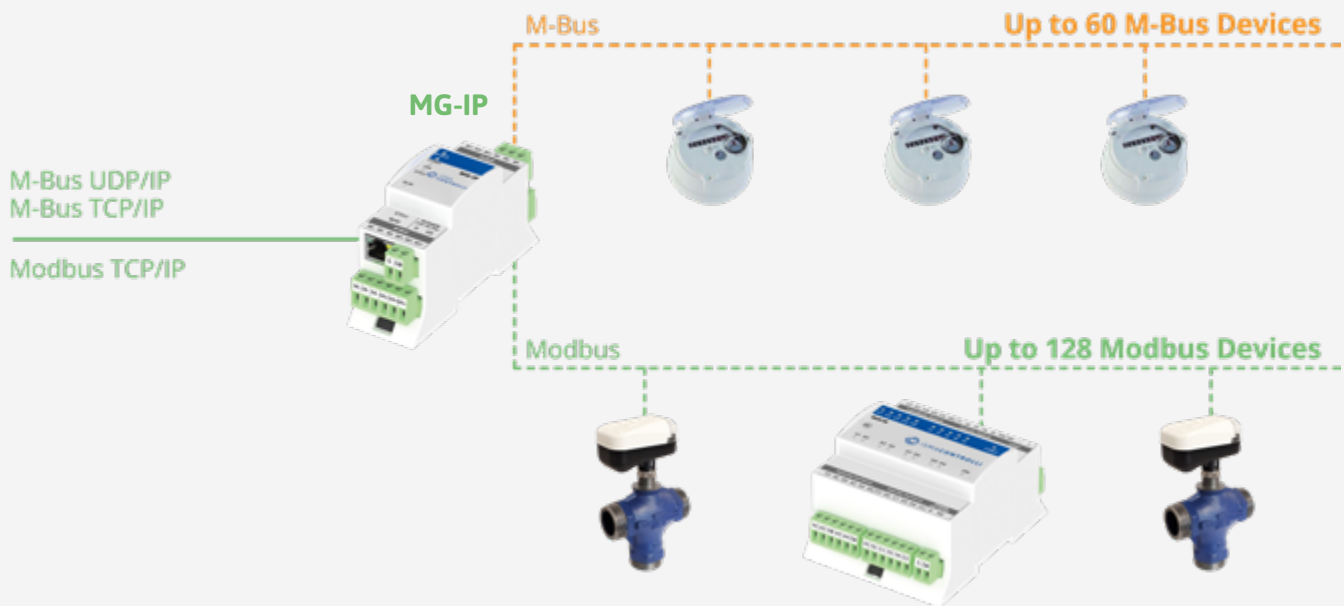 M-Bus
Up to 60 M-Bus Devices
MG-IP
M-Bus UDP/IP
M-Bus TCP/IP
Modbus TCP/IP
Modbus
Up to 128 Modbus Devices